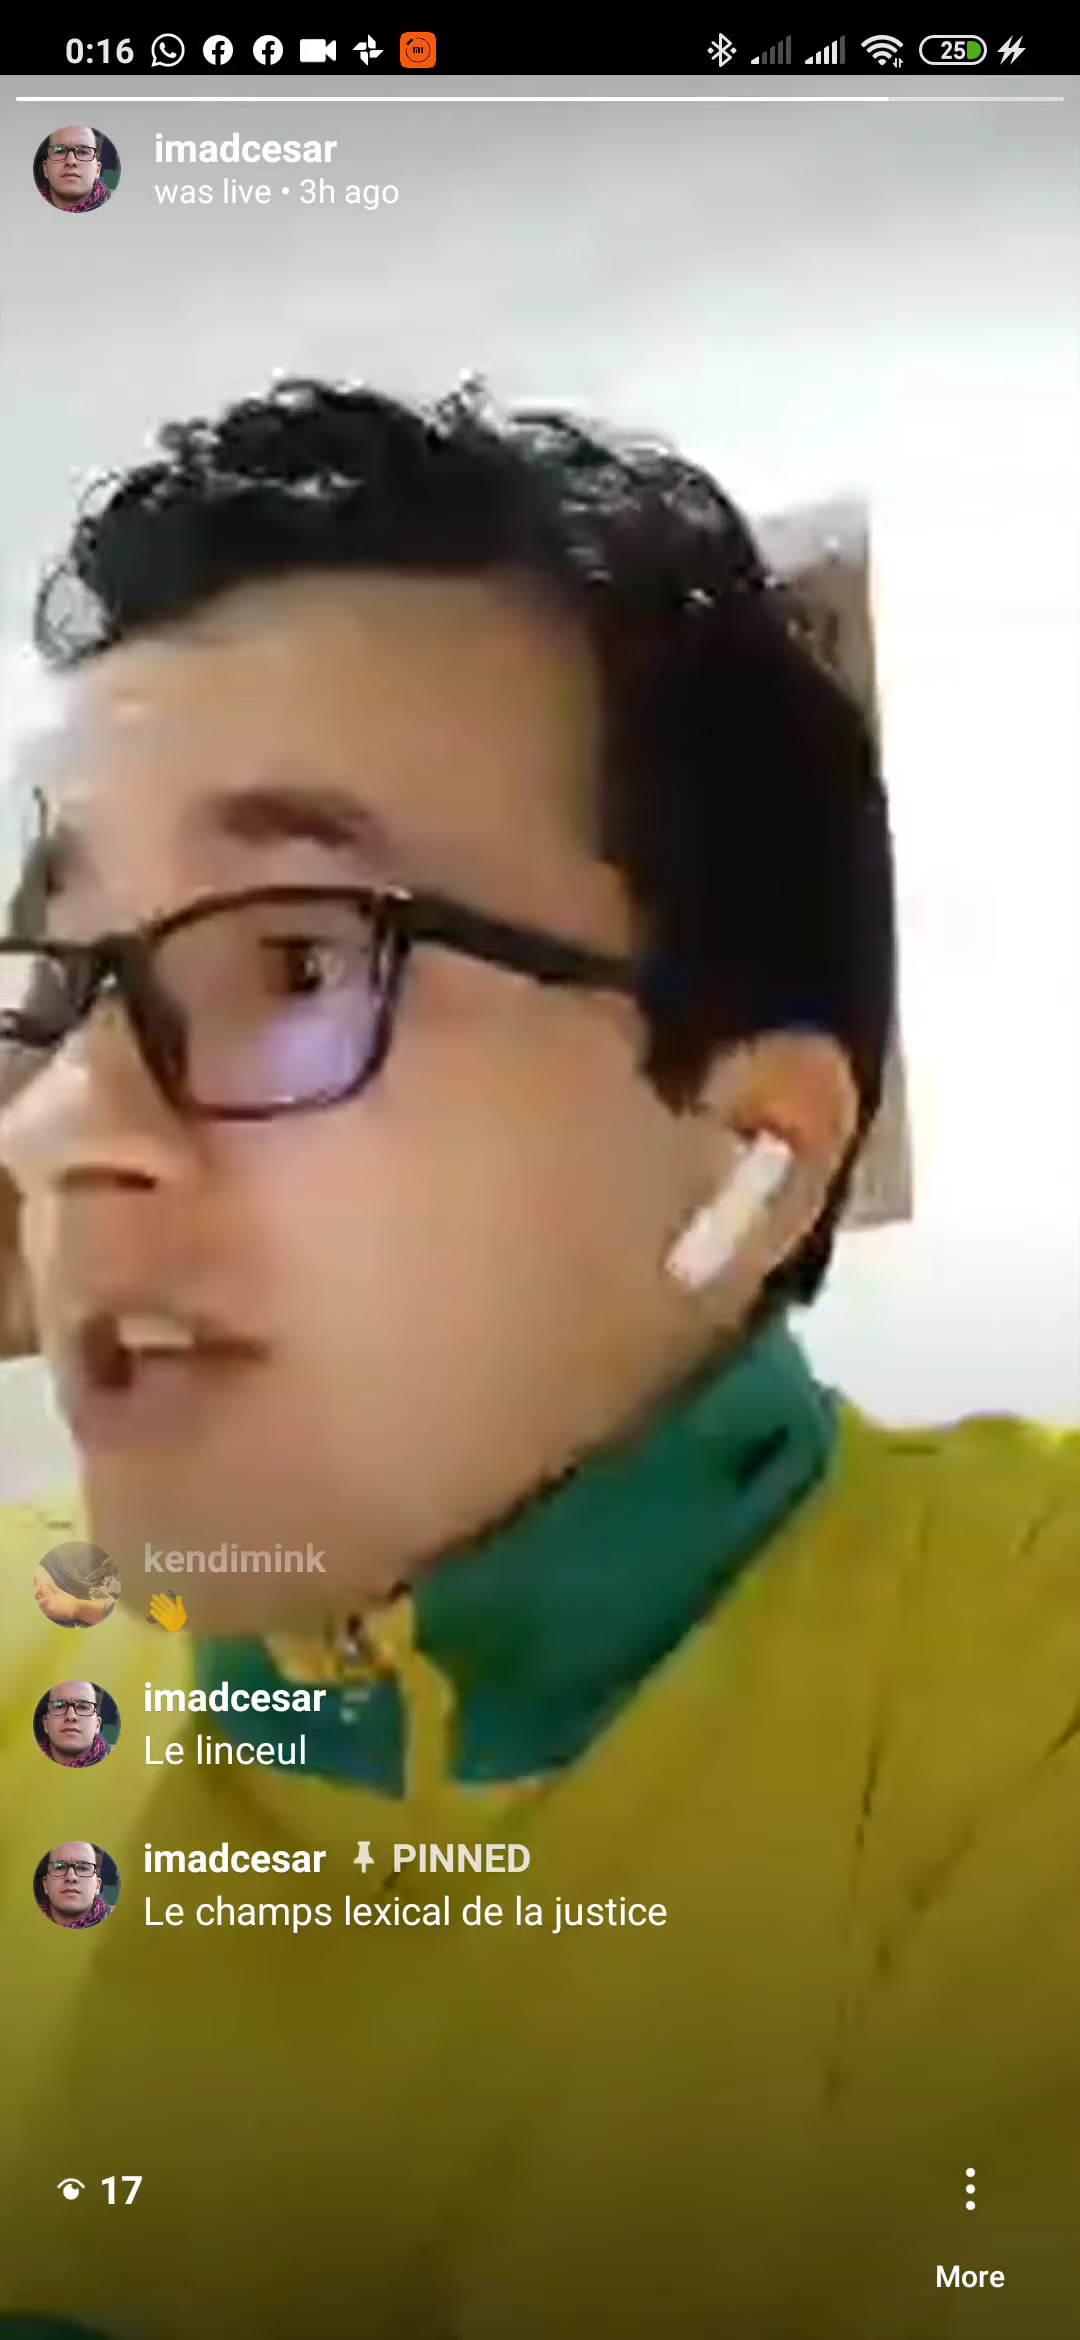 0:16
25
imadcesar
was live • 3h ago
kendimink
👋
imadcesar
Le linceul
imadcesar PINNED
Le champs lexical de la justice
17
More